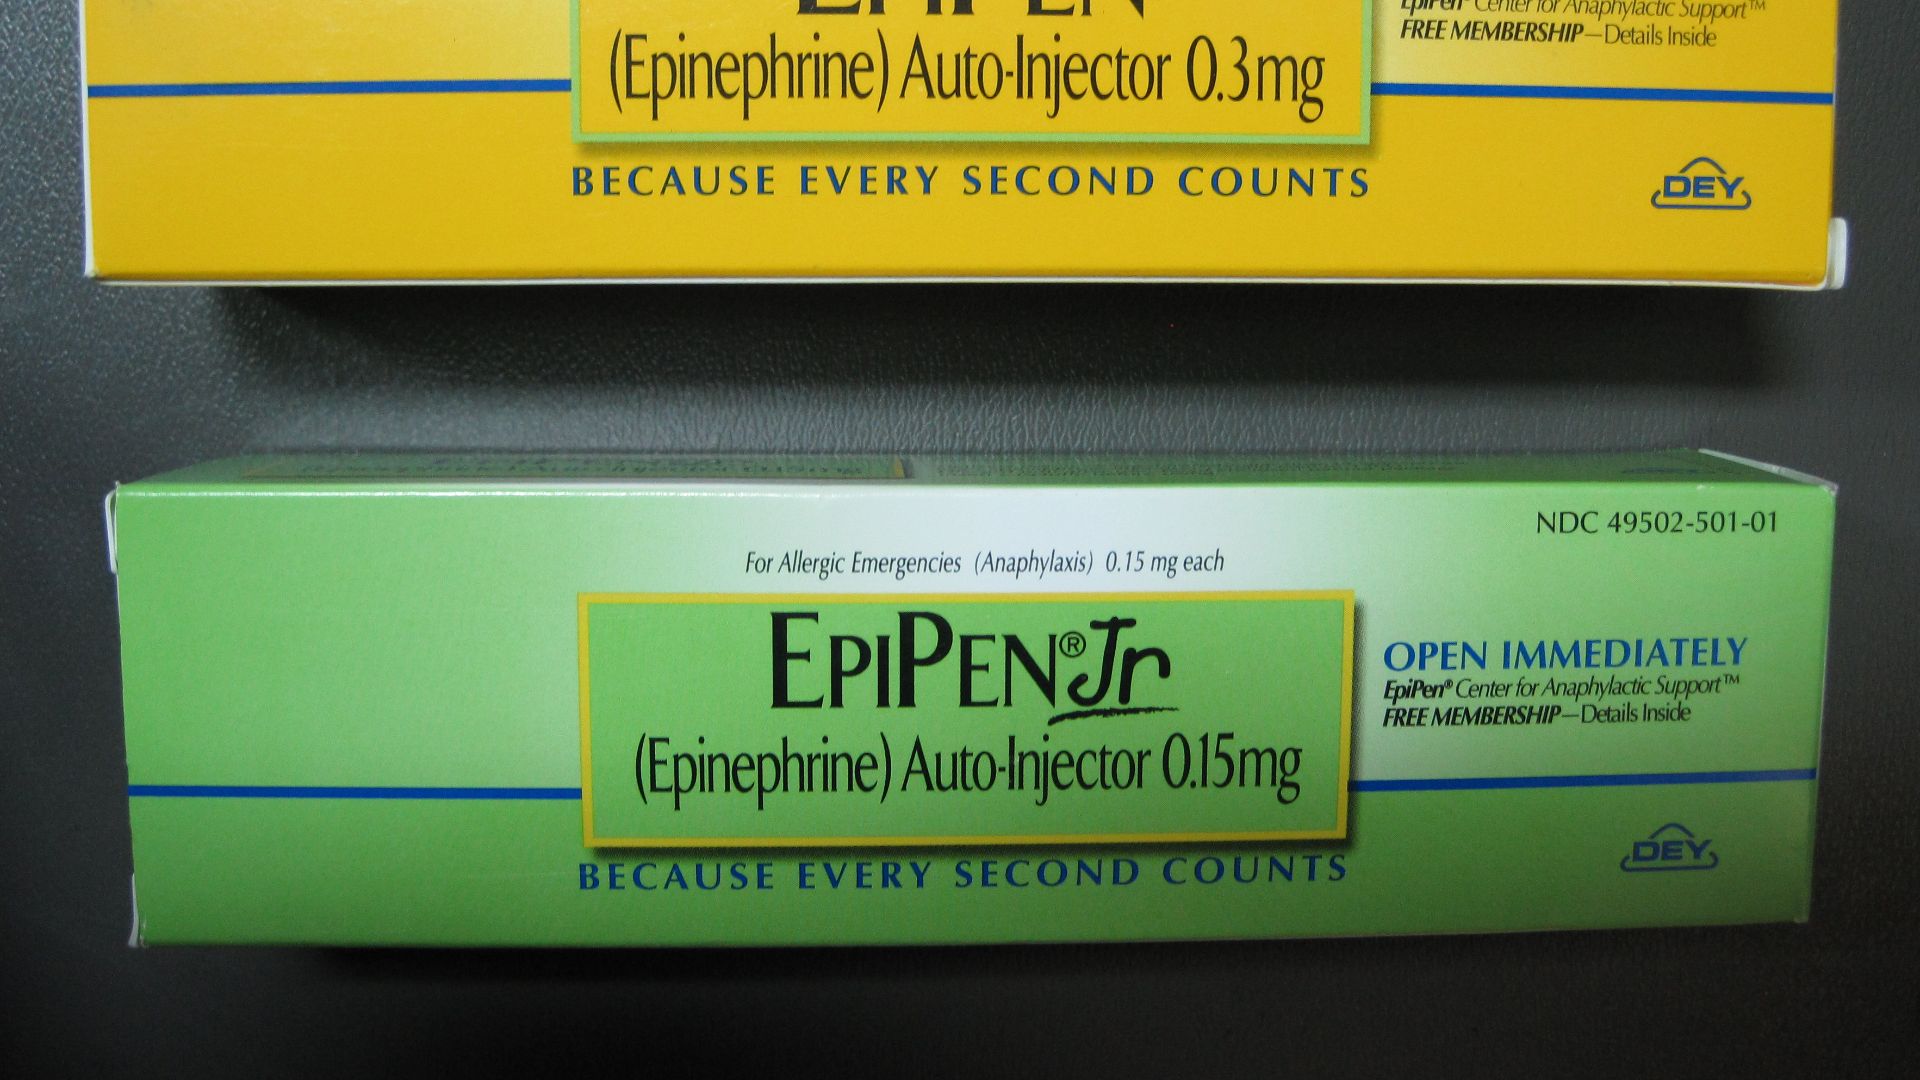 EpiPen® Center for Anaphylactic Support™
FREE MEMBERSHIP—Details Inside
(Epinephrine) Auto-Injector 0.3mg
BECAUSE EVERY SECOND COUNTS
DEY
NDC 49502-501-01
For Allergic Emergencies (Anaphylaxis) 0.15 mg each
EPIPEN® Jr
(Epinephrine) Auto-Injector 0.15mg
OPEN IMMEDIATELY
EpiPen® Center for Anaphylactic Support™
FREE MEMBERSHIP—Details Inside
BECAUSE EVERY SECOND COUNTS
DEY